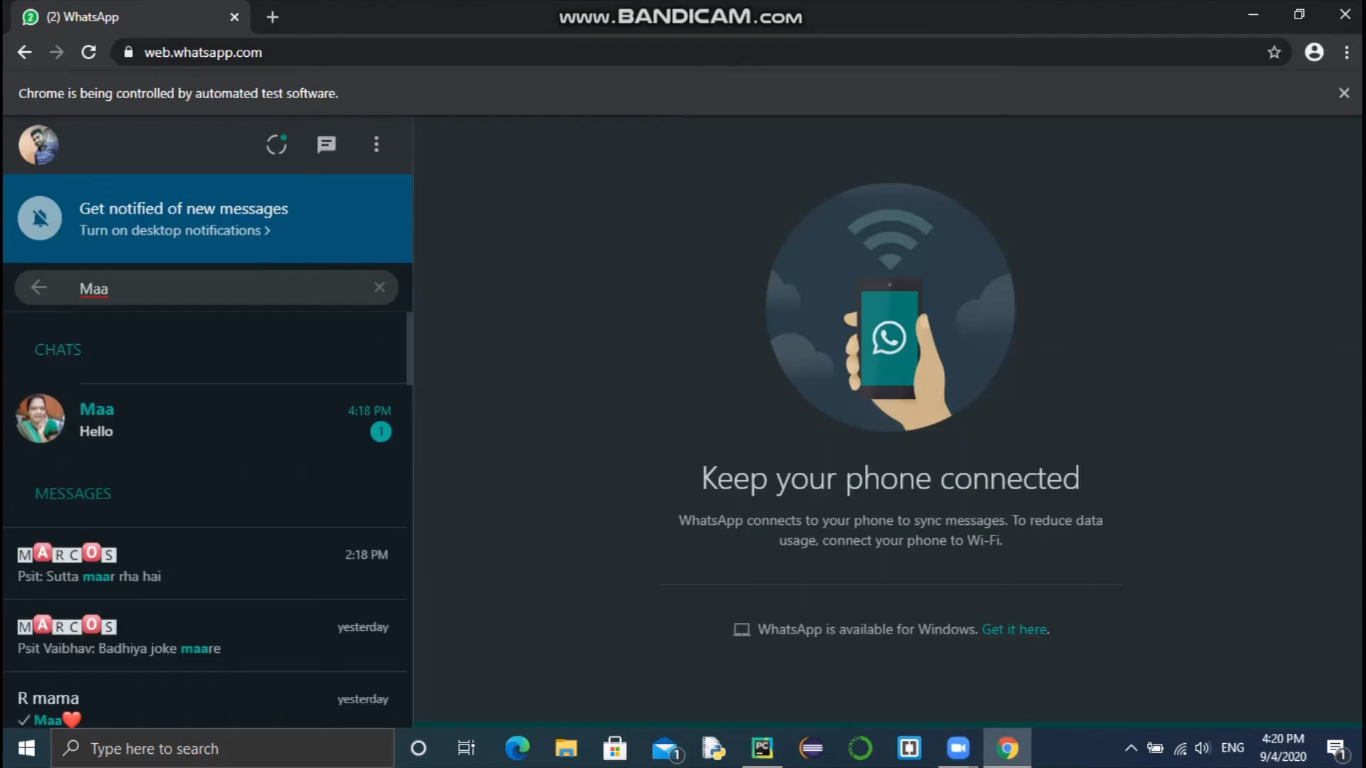 (2) WhatsApp
www.BANDICAM.com
web.whatsapp.com
Chrome is being controlled by automated test software.
Get notified of new messages
Turn on desktop notifications >
Maa
CHATS
Maa
4:18 PM
Hello
1
MESSAGES
MARCOS
2:18 PM
Psit: Sutta maar rha hai
MARCOS
yesterday
Psit Vaibhav: Badhiya joke maare
R mama
yesterday
Maa❤️
Keep your phone connected
WhatsApp connects to your phone to sync messages. To reduce data
usage, connect your phone to Wi-Fi.
WhatsApp is available for Windows. Get it here.
Type here to search
1
PC
ENG
4:20 PM
9/4/2020
1